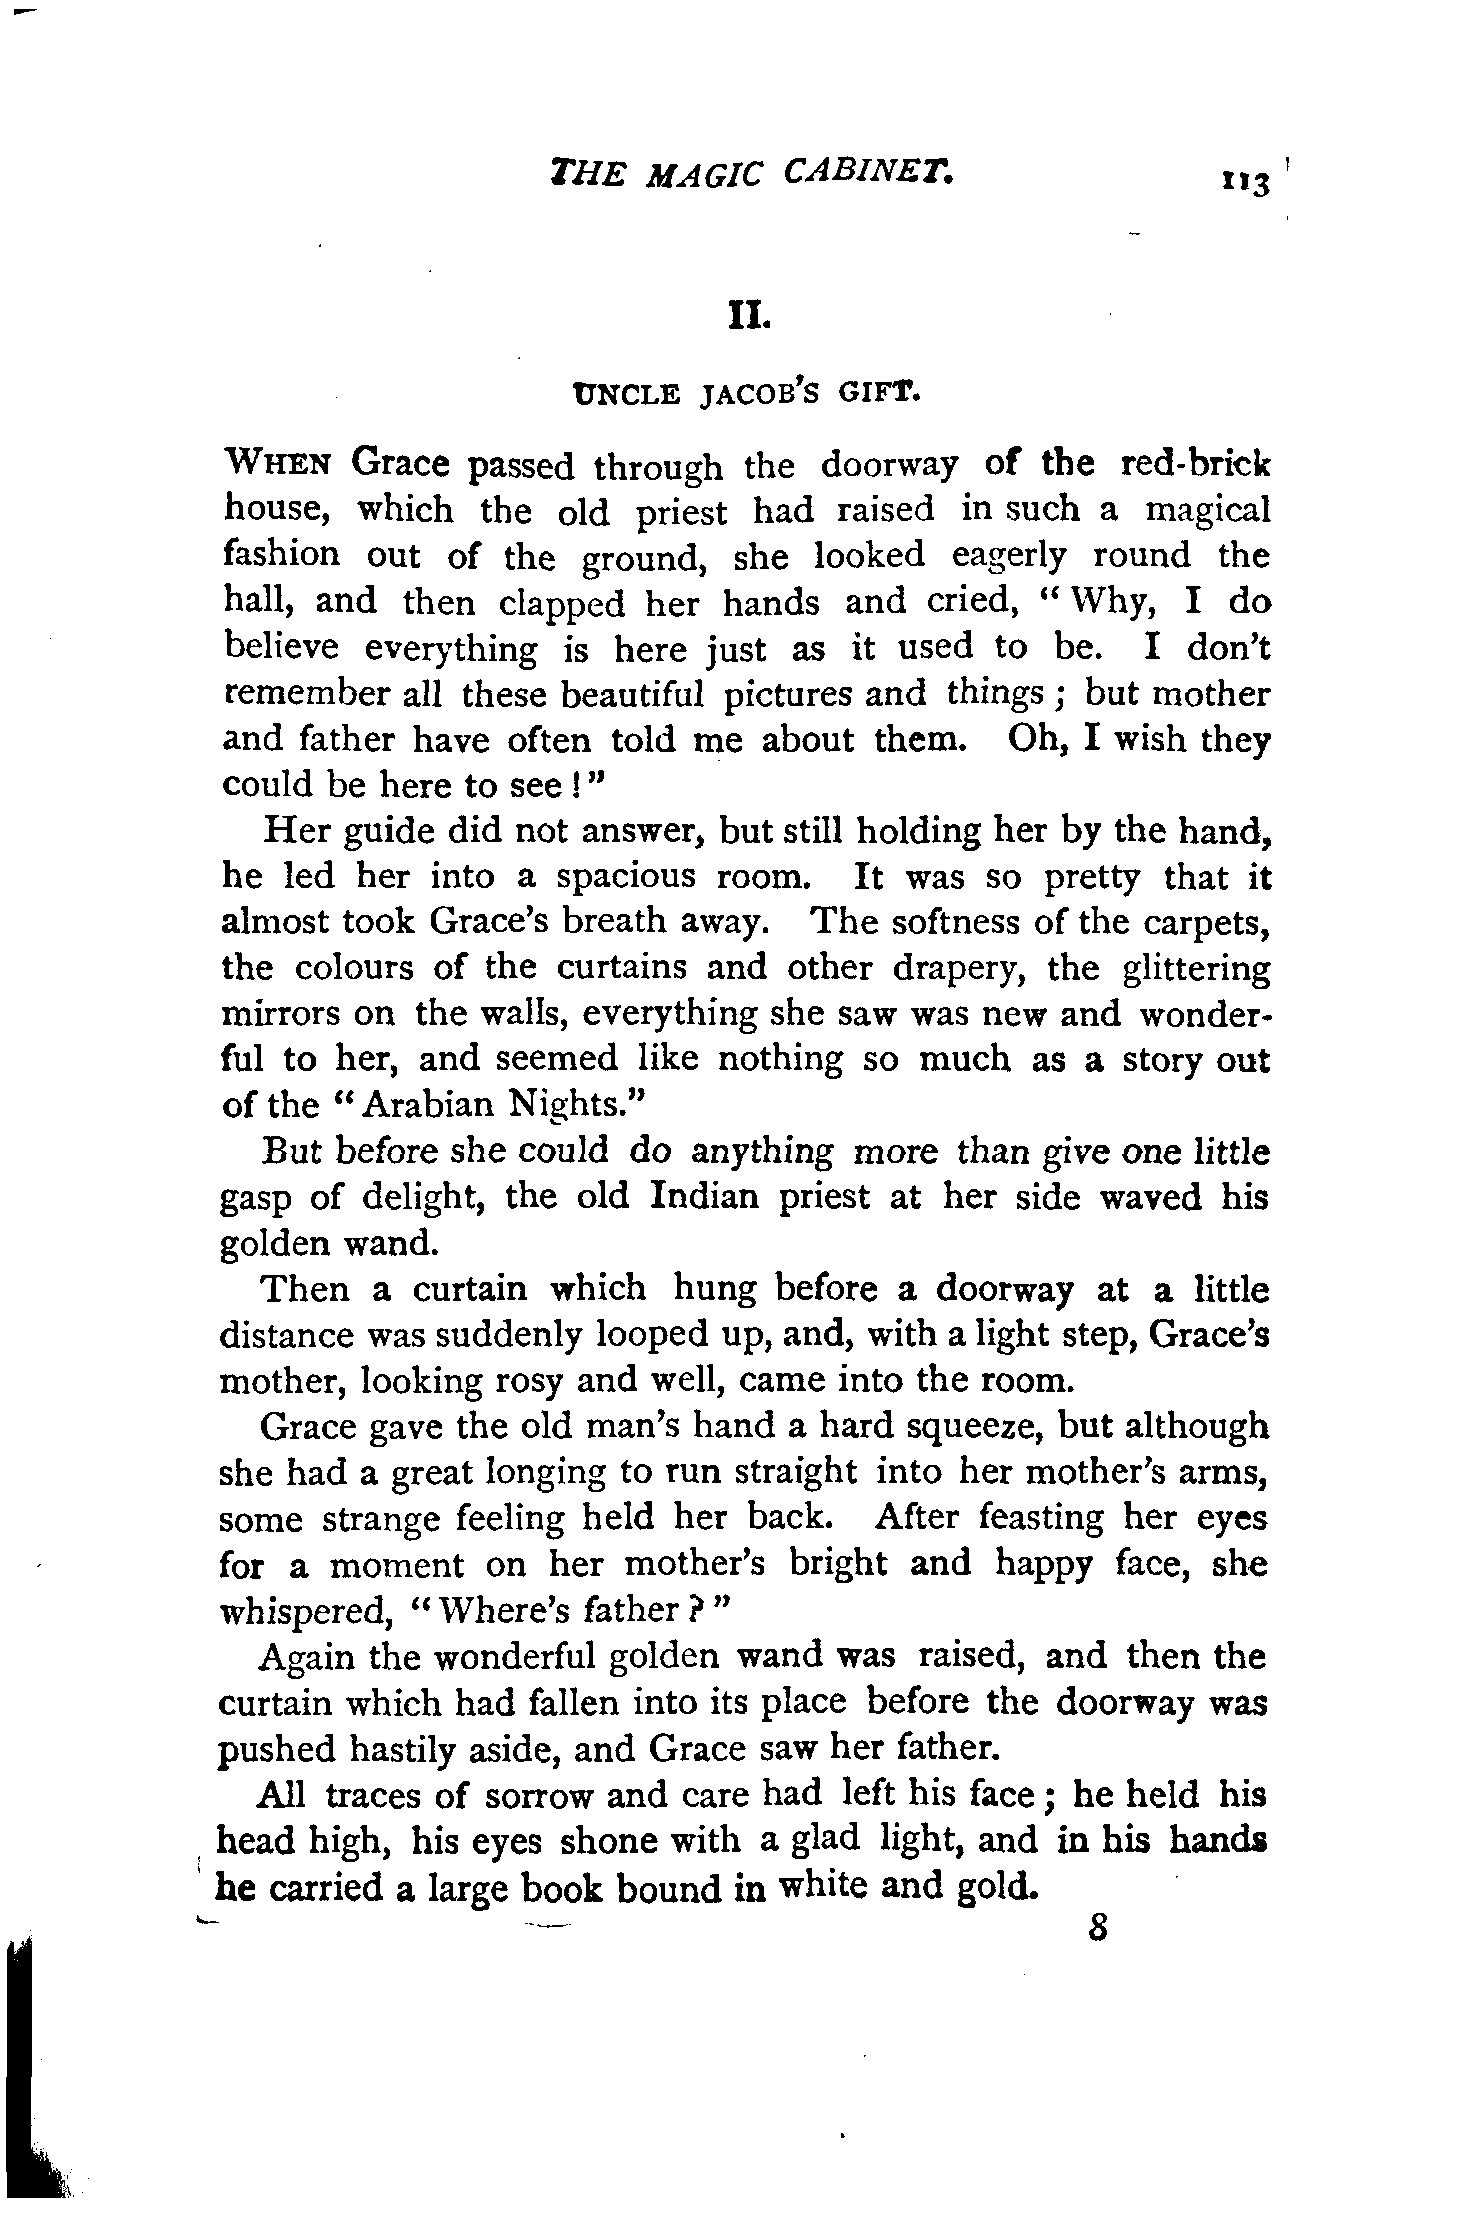 THE MAGIC CABINET. 113
II.
UNCLE JACOB'S GIFT.
WHEN Grace passed through the doorway of the red-brick
house, which the old priest had raised in such a magical
fashion out of the ground, she looked eagerly round the
hall, and then clapped her hands and cried, “ Why, I do
believe everything is here just as it used to be. I don't
remember all these beautiful pictures and things ; but mother
and father have often told me about them. Oh, I wish they
could be here to see ! ”
Her guide did not answer, but still holding her by the hand,
he led her into a spacious room. It was so pretty that it
almost took Grace's breath away. The softness of the carpets,
the colours of the curtains and other drapery, the glittering
mirrors on the walls, everything she saw was new and wonder-
ful to her, and seemed like nothing so much as a story out
of the “ Arabian Nights.”
But before she could do anything more than give one little
gasp of delight, the old Indian priest at her side waved his
golden wand.
Then a curtain which hung before a doorway at a little
distance was suddenly looped up, and, with a light step, Grace's
mother, looking rosy and well, came into the room.
Grace gave the old man's hand a hard squeeze, but although
she had a great longing to run straight into her mother's arms,
some strange feeling held her back. After feasting her eyes
for a moment on her mother's bright and happy face, she
whispered, “ Where's father ? ”
Again the wonderful golden wand was raised, and then the
curtain which had fallen into its place before the doorway was
pushed hastily aside, and Grace saw her father.
All traces of sorrow and care had left his face ; he held his
head high, his eyes shone with a glad light, and in his hands
he carried a large book bound in white and gold.
8